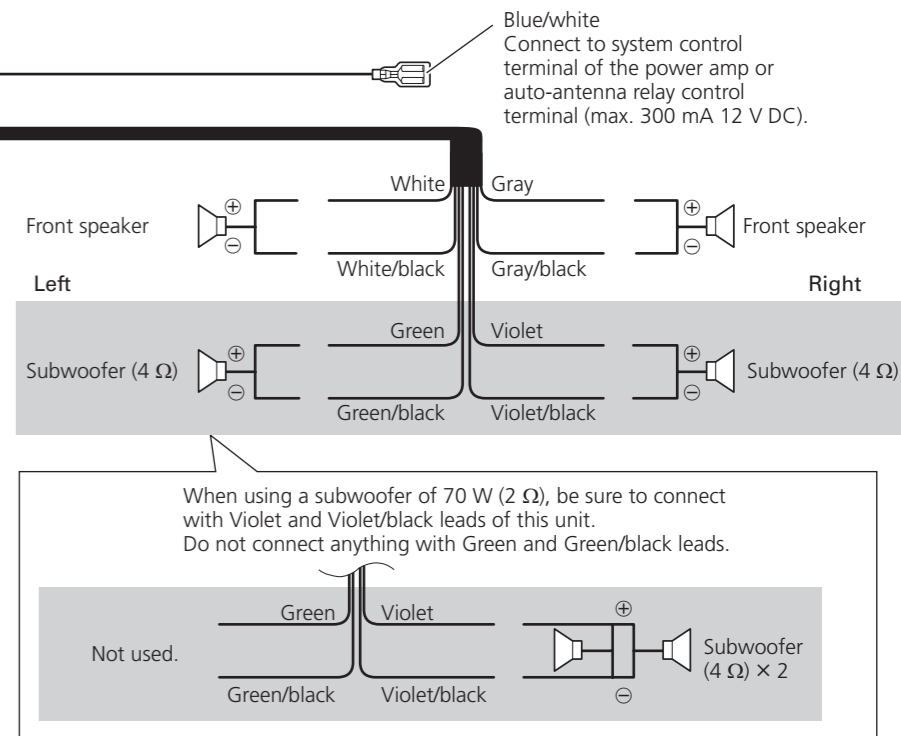 Blue/white
Connect to system control
terminal of the power amp or
auto-antenna relay control
terminal (max. 300 mA 12 V DC).
White
Gray
⊕
⊕
Front speaker
Front speaker
⊖
⊖
White/black
Gray/black
Left
Right
Green
Violet
⊕
⊕
Subwoofer (4 Ω)
Subwoofer (4 Ω)
⊖
⊖
Green/black
Violet/black
When using a subwoofer of 70 W (2 Ω), be sure to connect
with Violet and Violet/black leads of this unit.
Do not connect anything with Green and Green/black leads.
Green
Violet
⊕
Not used.
Subwoofer
(4 Ω) × 2
Green/black
Violet/black
⊖